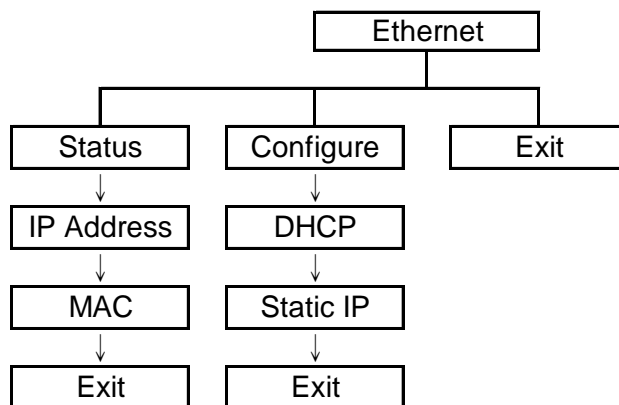 Ethernet
Status
Configure
Exit
IP Address
DHCP
MAC
Static IP
Exit
Exit